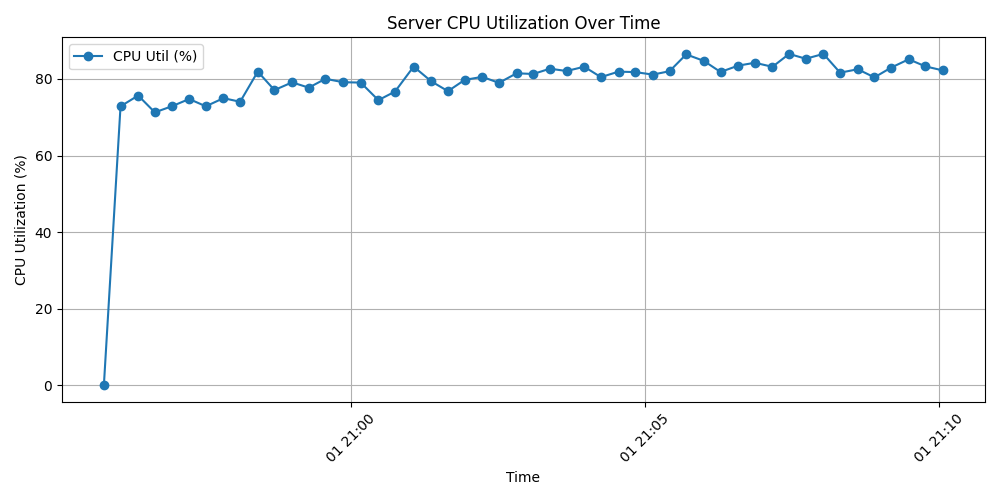 Server CPU Utilization Over Time
CPU Util (%)
CPU Utilization (%)
80
60
40
20
0
01 21:00
01 21:05
01 21:10
Time